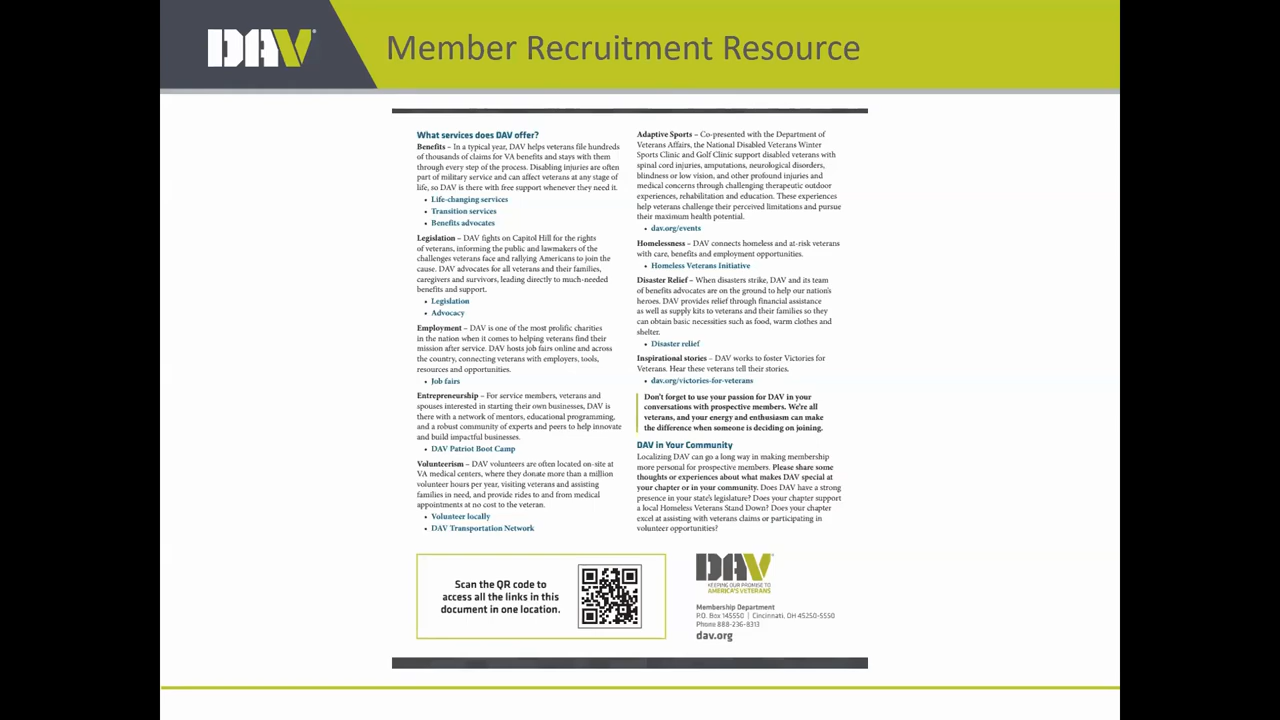 DAV®
Member Recruitment Resource
What services does DAV offer?
Benefits – In a typical year, DAV helps veterans file hundreds
of thousands of claims for VA benefits and stays with them
through every step of the process. Disabling injuries are often
part of military service and can affect veterans at any stage of
life, so DAV is there with free support whenever they need it.
• Life-changing services
• Transition services
• Benefits advocates
Legislation – DAV fights on Capitol Hill for the rights
of veterans, informing the public and lawmakers of the
challenges veterans face and rallying Americans to join the
cause. DAV advocates for all veterans and their families,
caregivers and survivors, leading directly to much-needed
benefits and support.
• Legislation
• Advocacy
Employment – DAV is one of the most prolific charities
in the nation when it comes to helping veterans find their
mission after service. DAV hosts job fairs online and across
the country, connecting veterans with employers, tools,
resources and opportunities.
• Job fairs
Entrepreneurship – For service members, veterans and
spouses interested in starting their own businesses, DAV is
there with a network of mentors, educational programming,
and a robust community of experts and peers to help innovate
and build impactful businesses.
• DAV Patriot Boot Camp
Volunteerism – DAV volunteers are often located on-site at
VA medical centers, where they donate more than a million
volunteer hours per year, visiting veterans and assisting
families in need, and provide rides to and from medical
appointments at no cost to the veteran.
• Volunteer locally
• DAV Transportation Network
Adaptive Sports – Co-presented with the Department of
Veterans Affairs, the National Disabled Veterans Winter
Sports Clinic and Golf Clinic support disabled veterans with
spinal cord injuries, amputations, neurological disorders,
blindness or low vision, and other profound injuries and
medical concerns through challenging therapeutic outdoor
experiences, rehabilitation and education. These experiences
help veterans challenge their perceived limitations and pursue
their maximum health potential.
• dav.org/events
Homelessness – DAV connects homeless and at-risk veterans
with care, benefits and employment opportunities.
• Homeless Veterans Initiative
Disaster Relief – When disasters strike, DAV and its team
of benefits advocates are on the ground to help our nation's
heroes. DAV provides relief through financial assistance
as well as supply kits to veterans and their families so they
can obtain basic necessities such as food, warm clothes and
shelter.
• Disaster relief
Inspirational stories – DAV works to foster Victories for
Veterans. Hear these veterans tell their stories.
• dav.org/victories-for-veterans
Don't forget to use your passion for DAV in your
conversations with prospective members. We're all
veterans, and your energy and enthusiasm can make
the difference when someone is deciding on joining.
DAV in Your Community
Localizing DAV can go a long way in making membership
more personal for prospective members. Please share some
thoughts or experiences about what makes DAV special at
your chapter or in your community. Does DAV have a strong
presence in your state's legislature? Does your chapter support
a local Homeless Veterans Stand Down? Does your chapter
excel at assisting with veterans claims or participating in
volunteer opportunities?
Scan the QR code to
access all the links in this
document in one location.
DAV®
KEEPING OUR PROMISE TO
AMERICA'S VETERANS
Membership Department
P.O. Box 145550 | Cincinnati, OH 45250-5550
Phone 888-236-8313
dav.org